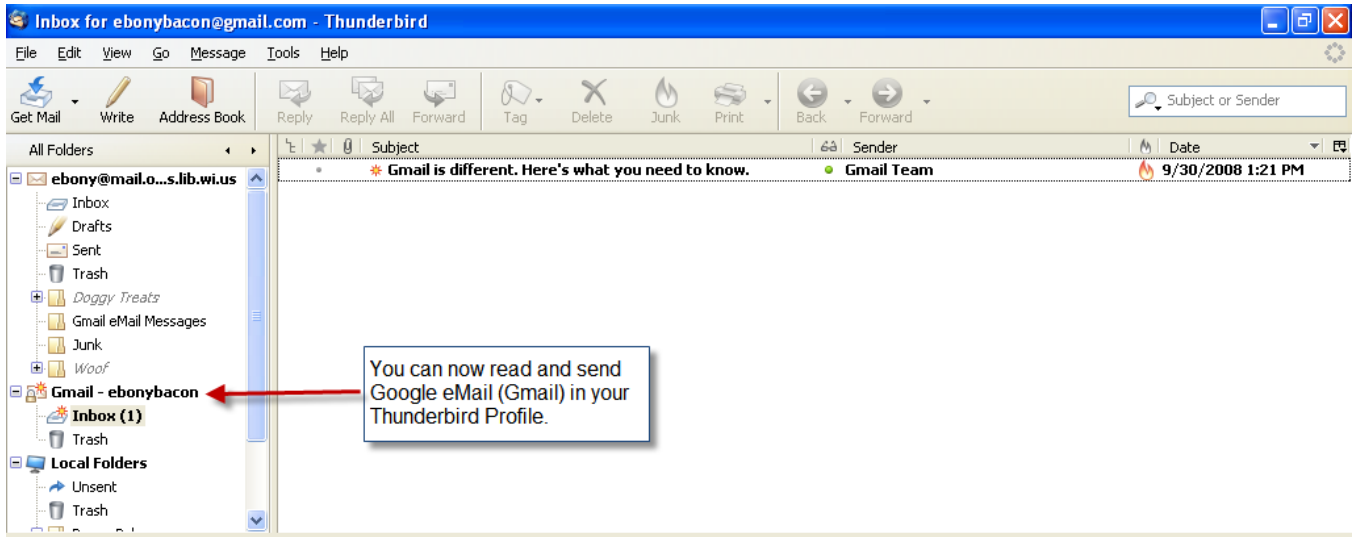 Inbox for ebonybacon@gmail.com - Thunderbird
File Edit View Go Message Tools Help
Get Mail Write Address Book Reply Reply All Forward Tag Delete Junk Print Back Forward Subject or Sender
All Folders Subject Sender Date
ebony@mail.o...s.lib.wi.us
Gmail is different. Here's what you need to know. Gmail Team 9/30/2008 1:21 PM
Inbox
Drafts
Sent
Trash
Doggy Treats
Gmail eMail Messages
Junk
Woof
You can now read and send
Google eMail (Gmail) in your
Thunderbird Profile.
Gmail - ebonybacon
Inbox (1)
Trash
Local Folders
Unsent
Trash